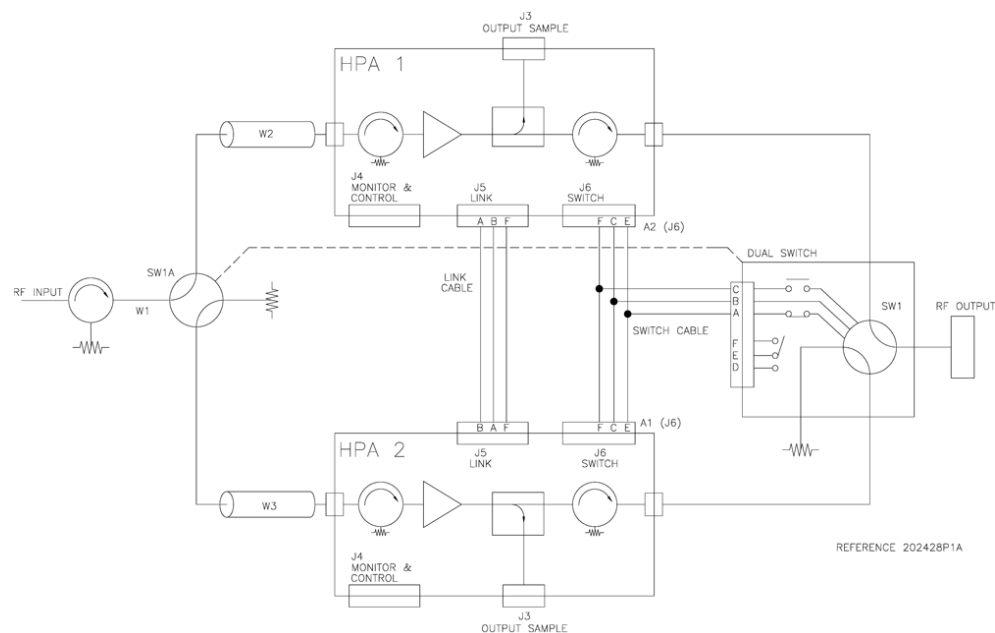 J3
OUTPUT SAMPLE
HPA 1
W2
J4
MONITOR &
CONTROL
J5
LINK
J6
SWITCH
A B F
F C E
A2 (J6)
DUAL SWITCH
SW1A
RF INPUT
W1
LINK
CABLE
SWITCH CABLE
C
B
A
F
E
D
SW1
RF OUTPUT
B A F
F C E
A1 (J6)
HPA 2
J5
LINK
J6
SWITCH
W3
J4
MONITOR &
CONTROL
J3
OUTPUT SAMPLE
REFERENCE 202428P1A